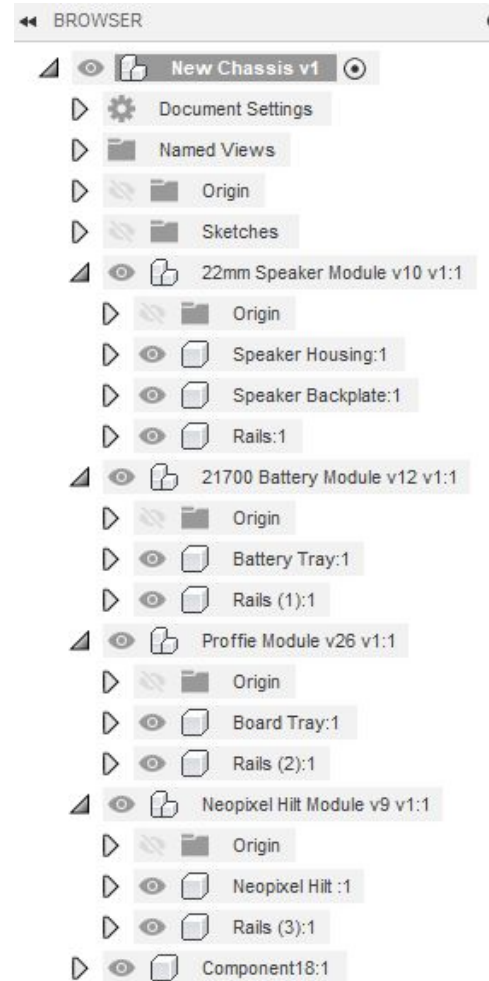 BROWSER
New Chassis v1
Document Settings
Named Views
Origin
Sketches
22mm Speaker Module v10 v1:1
Origin
Speaker Housing:1
Speaker Backplate:1
Rails:1
21700 Battery Module v12 v1:1
Origin
Battery Tray:1
Rails (1):1
Proffie Module v26 v1:1
Origin
Board Tray:1
Rails (2):1
Neopixel Hilt Module v9 v1:1
Origin
Neopixel Hilt :1
Rails (3):1
Component18:1